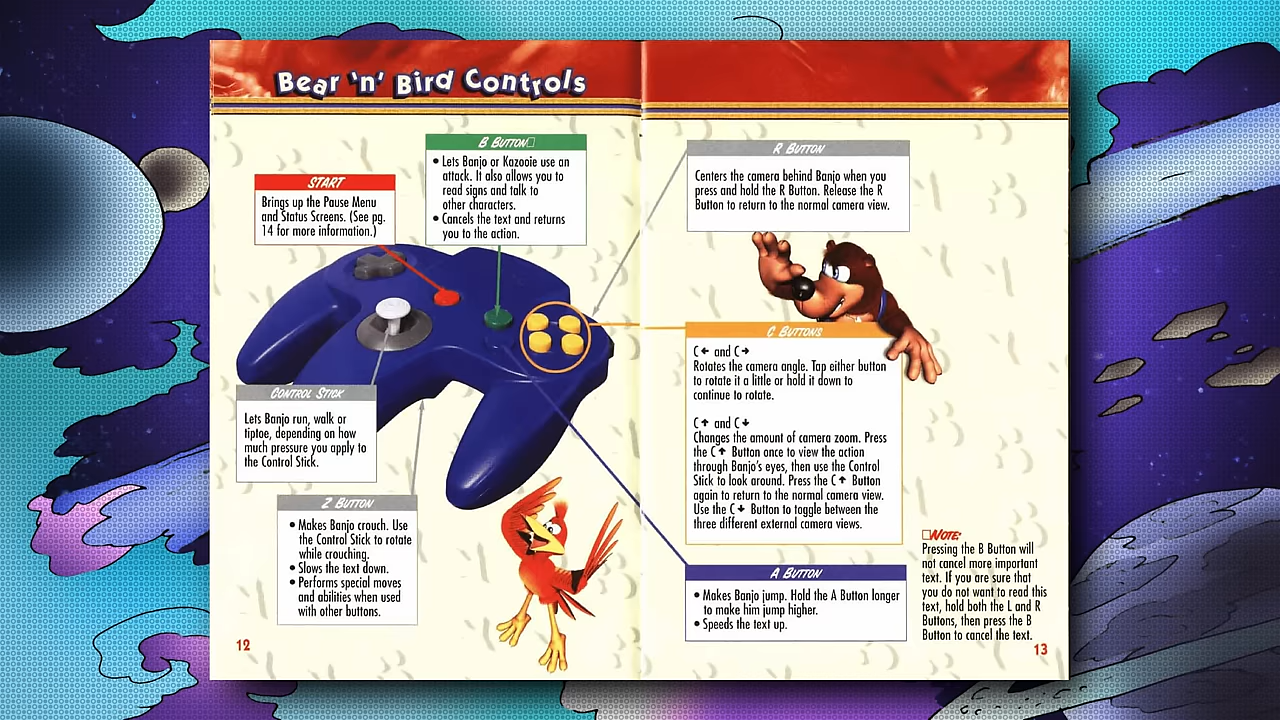 Bear 'n' Bird Controls
B BUTTON□
• Lets Banjo or Kazooie use an
attack. It also allows you to
read signs and talk to
other characters.
• Cancels the text and returns
you to the action.
START
Brings up the Pause Menu
and Status Screens. (See pg.
14 for more information.)
CONTROL STICK
Lets Banjo run, walk or
tiptoe, depending on how
much pressure you apply to
the Control Stick.
Z BUTTON
• Makes Banjo crouch. Use
the Control Stick to rotate
while crouching.
• Slows the text down.
• Performs special moves
and abilities when used
with other buttons.
12
R BUTTON
Centers the camera behind Banjo when you
press and hold the R Button. Release the R
Button to return to the normal camera view.
C BUTTONS
C← and C→
Rotates the camera angle. Tap either button
to rotate it a little or hold it down to
continue to rotate.
C↑ and C↓
Changes the amount of camera zoom. Press
the C↑ Button once to view the action
through Banjo's eyes, then use the Control
Stick to look around. Press the C↑ Button
again to return to the normal camera view.
Use the C↓ Button to toggle between the
three different external camera views.
A BUTTON
• Makes Banjo jump. Hold the A Button longer
to make him jump higher.
• Speeds the text up.
□NOTE:
Pressing the B Button will
not cancel more important
text. If you are sure that
you do not want to read this
text, hold both the L and R
Buttons, then press the B
Button to cancel the text.
13